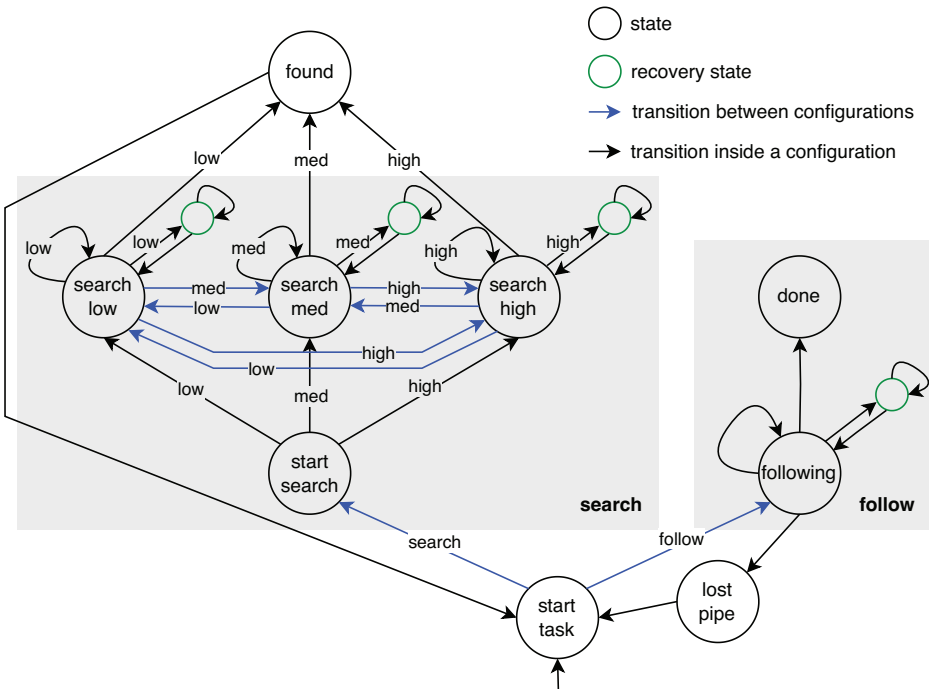 state
found
recovery state
transition between configurations
low
med
high
transition inside a configuration
low
low
med
med
high
high
search
low
med
low
search
med
high
med
search
high
done
high
low
low
med
high
start
search
following
search
follow
search
follow
start
task
lost
pipe